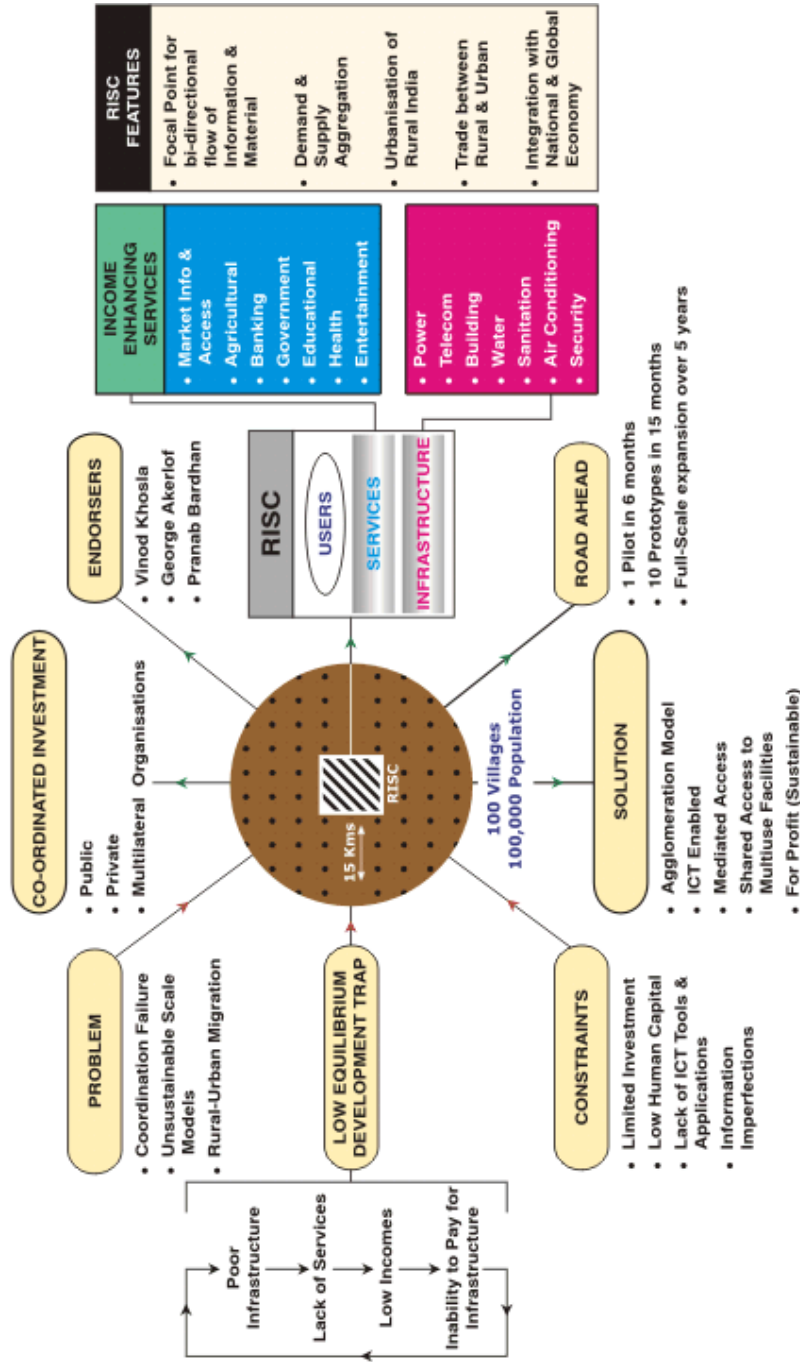 PROBLEM
• Coordination Failure
• Unsustainable Scale
Models
• Rural-Urban Migration
CO-ORDINATED INVESTMENT
• Public
• Private
• Multilateral Organisations
ENDORSERS
• Vinod Khosla
• George Akerlof
• Pranab Bardhan
Poor
Infrastructure
Lack of Services
Low Incomes
Inability to Pay for
Infrastructure
LOW EQUILIBRIUM
DEVELOPMENT TRAP
15 Kms
RISC
100 Villages
100,000 Population
RISC
USERS
SERVICES
INFRASTRUCTURE
INCOME
ENHANCING
SERVICES
• Market Info &
Access
• Agricultural
• Banking
• Government
• Educational
• Health
• Entertainment
• Power
• Telecom
• Building
• Water
• Sanitation
• Air Conditioning
• Security
RISC
FEATURES
• Focal Point for
bi-directional
flow of
Information &
Material
• Demand &
Supply
Aggregation
• Urbanisation of
Rural India
• Trade between
Rural & Urban
• Integration with
National & Global
Economy
CONSTRAINTS
• Limited Investment
• Low Human Capital
• Lack of ICT Tools &
Applications
• Information
Imperfections
SOLUTION
• Agglomeration Model
• ICT Enabled
• Mediated Access
• Shared Access to
Multiuse Facilities
• For Profit (Sustainable)
ROAD AHEAD
• 1 Pilot in 6 months
• 10 Prototypes in 15 months
• Full-Scale expansion over 5 years